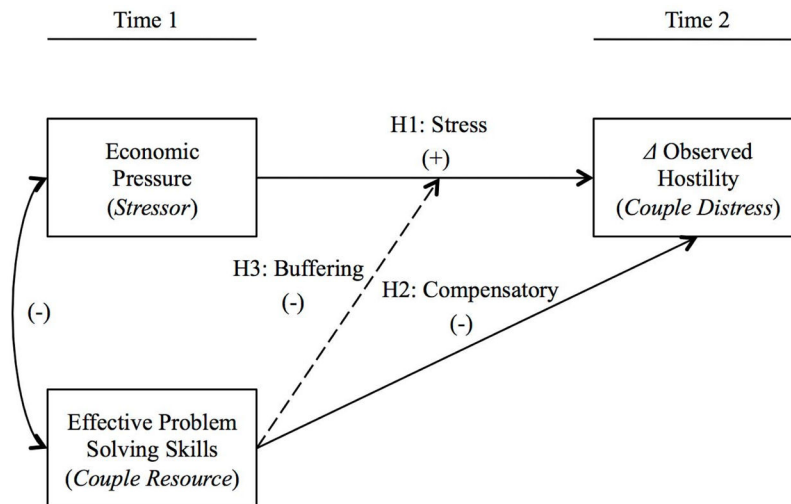 Time 1
Time 2
Economic
Pressure
(Stressor)
H1: Stress
(+)
Δ Observed
Hostility
(Couple Distress)
H3: Buffering
(-)
H2: Compensatory
(-)
(-)
Effective Problem
Solving Skills
(Couple Resource)